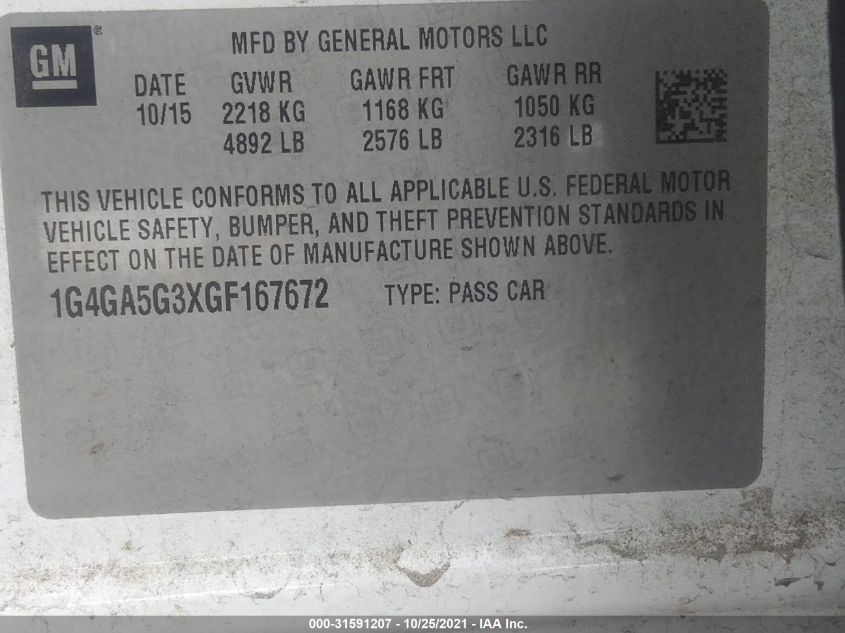 GM®
MFD BY GENERAL MOTORS LLC
DATE GVWR GAWR FRT GAWR RR
10/15 2218 KG 1168 KG 1050 KG
4892 LB 2576 LB 2316 LB
THIS VEHICLE CONFORMS TO ALL APPLICABLE U.S. FEDERAL MOTOR
VEHICLE SAFETY, BUMPER, AND THEFT PREVENTION STANDARDS IN
EFFECT ON THE DATE OF MANUFACTURE SHOWN ABOVE.
1G4GA5G3XGF167672 TYPE: PASS CAR
000-31591207 - 10/25/2021 - IAA Inc.